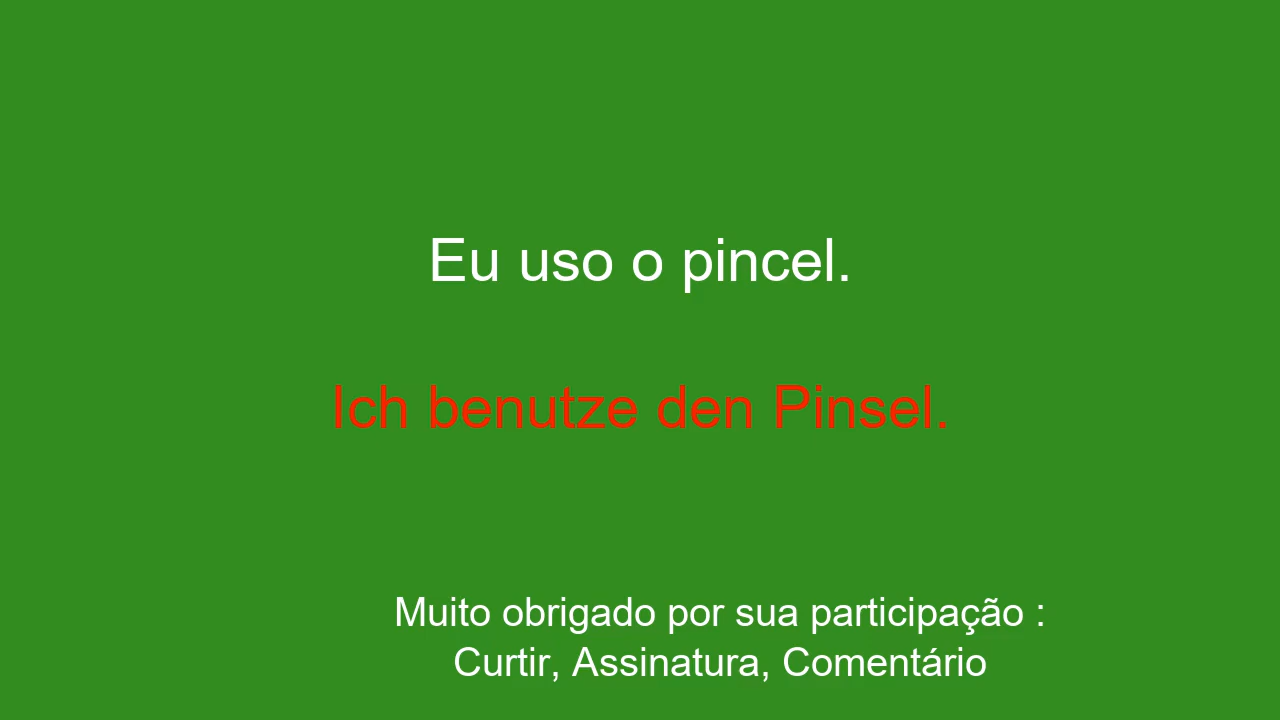 Eu uso o pincel.
Ich benutze den Pinsel.
Muito obrigado por sua participação :
Curtir, Assinatura, Comentário